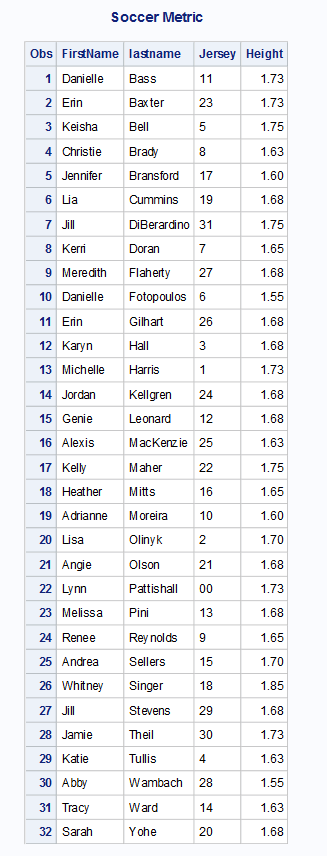 Soccer Metric
Obs FirstName lastname Jersey Height
1 Danielle Bass 11 1.73
2 Erin Baxter 23 1.73
3 Keisha Bell 5 1.75
4 Christie Brady 8 1.63
5 Jennifer Bransford 17 1.60
6 Lia Cummins 19 1.68
7 Jill DiBerardino 31 1.75
8 Kerri Doran 7 1.65
9 Meredith Flaherty 27 1.68
10 Danielle Fotopoulos 6 1.55
11 Erin Gilhart 26 1.68
12 Karyn Hall 3 1.68
13 Michelle Harris 1 1.73
14 Jordan Kellgren 24 1.68
15 Genie Leonard 12 1.68
16 Alexis MacKenzie 25 1.63
17 Kelly Maher 22 1.75
18 Heather Mitts 16 1.65
19 Adrianne Moreira 10 1.60
20 Lisa Olinyk 2 1.70
21 Angie Olson 21 1.68
22 Lynn Pattishall 00 1.73
23 Melissa Pini 13 1.68
24 Renee Reynolds 9 1.65
25 Andrea Sellers 15 1.70
26 Whitney Singer 18 1.85
27 Jill Stevens 29 1.68
28 Jamie Theil 30 1.73
29 Katie Tullis 4 1.63
30 Abby Wambach 28 1.55
31 Tracy Ward 14 1.63
32 Sarah Yohe 20 1.68